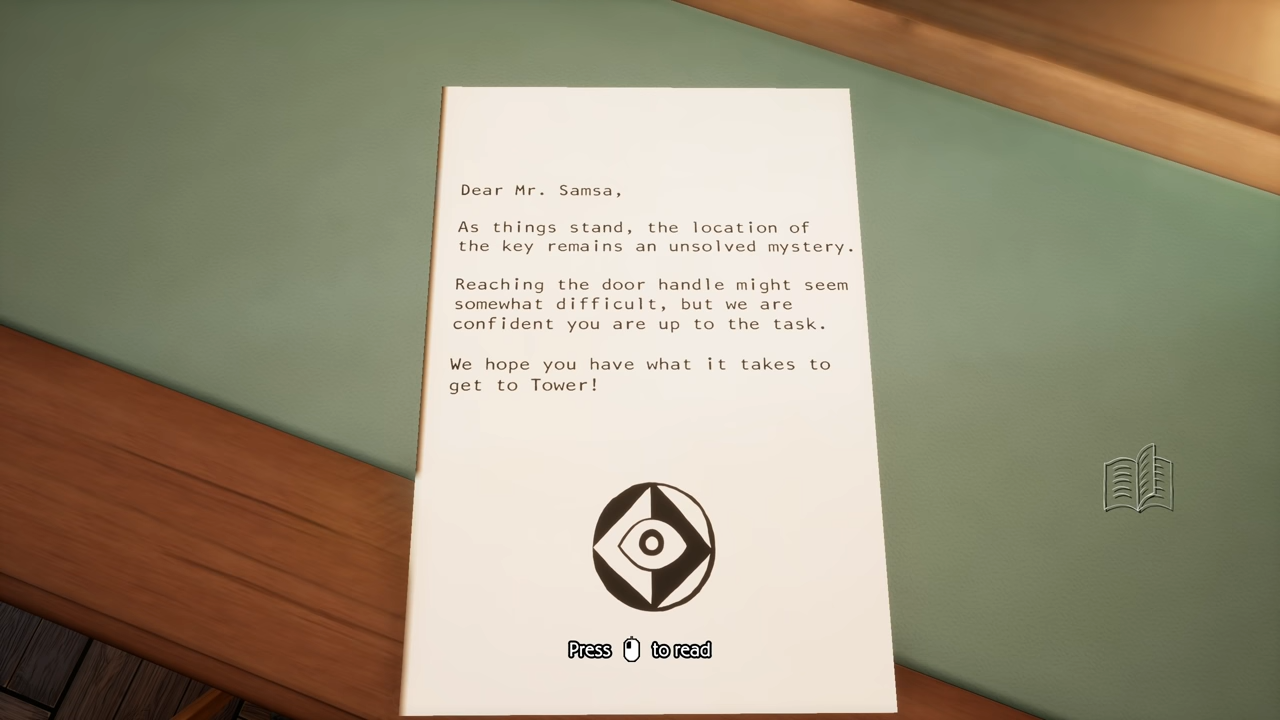 Dear Mr. Samsa,
As things stand, the location of
the key remains an unsolved mystery.
Reaching the door handle might seem
somewhat difficult, but we are
confident you are up to the task.
We hope you have what it takes to
get to Tower!
Press to read